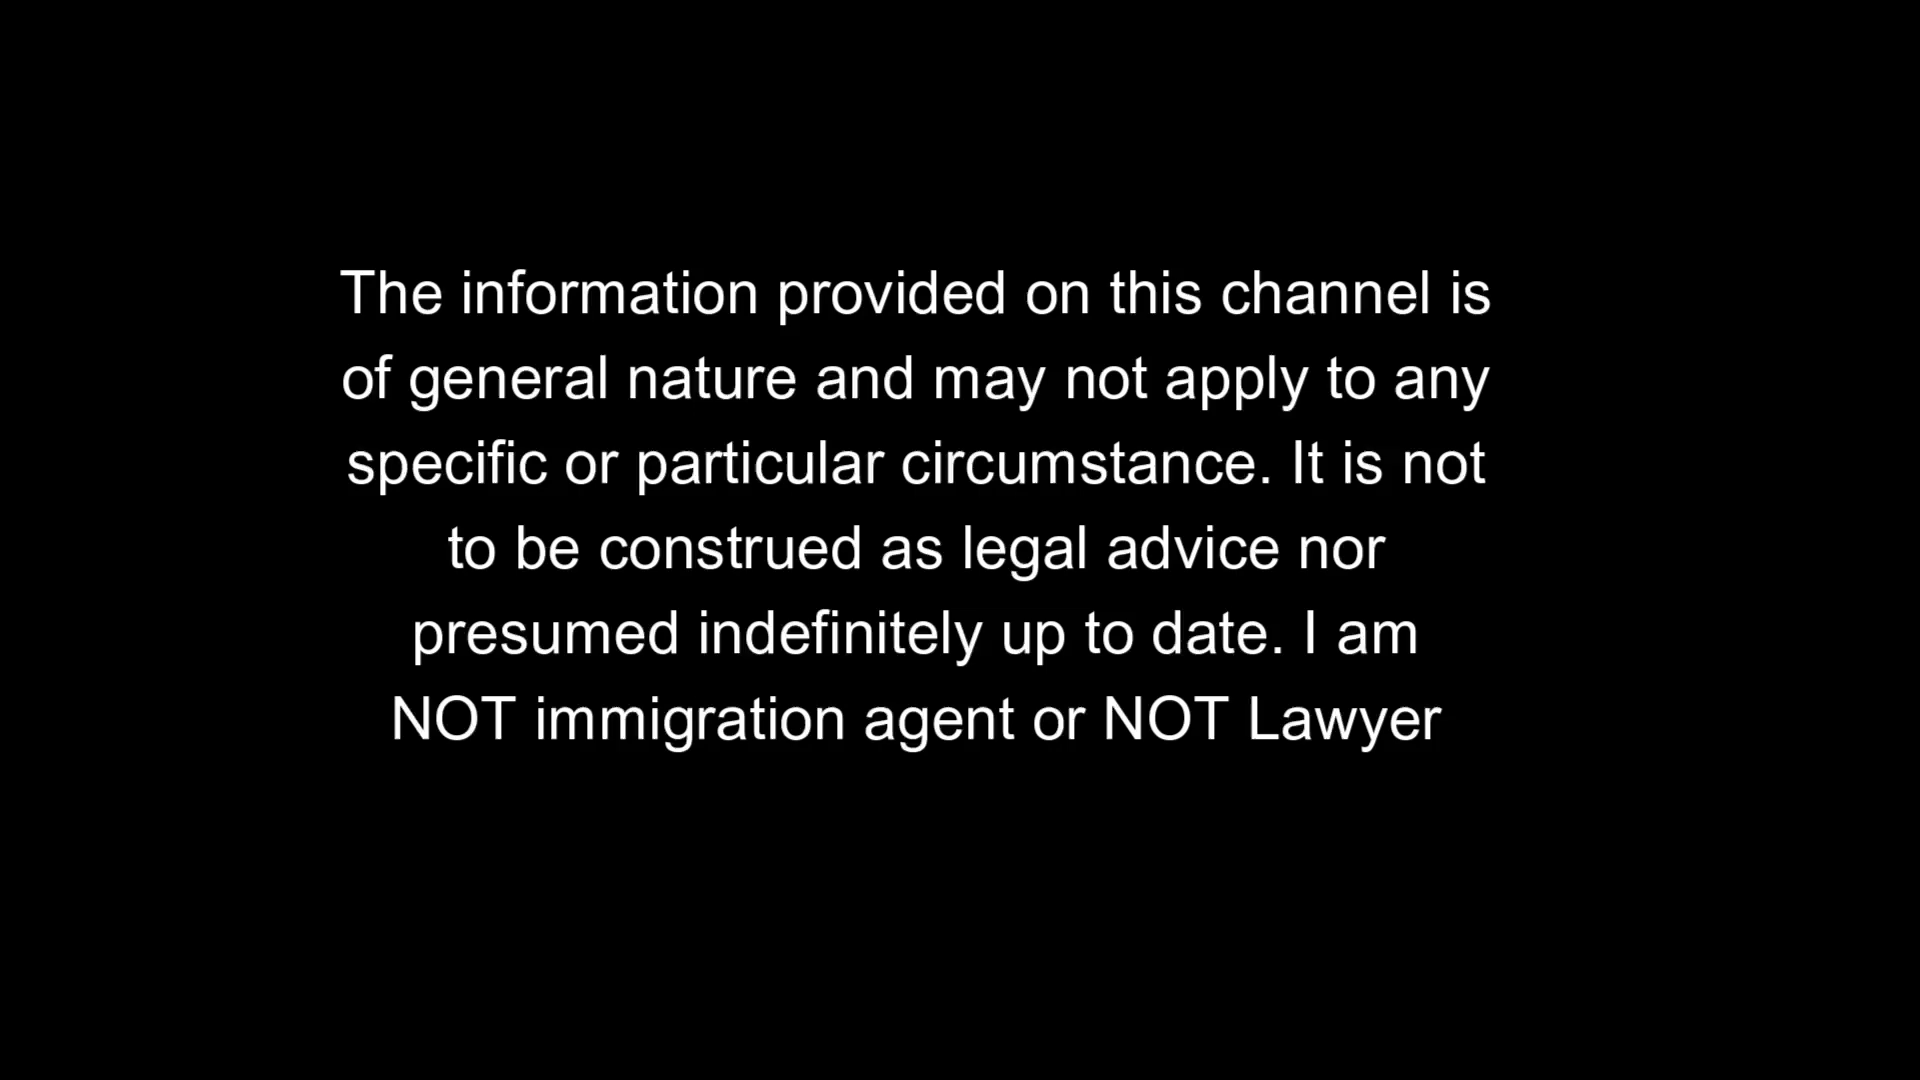 The information provided on this channel is
of general nature and may not apply to any
specific or particular circumstance. It is not
to be construed as legal advice nor
presumed indefinitely up to date. I am
NOT immigration agent or NOT Lawyer